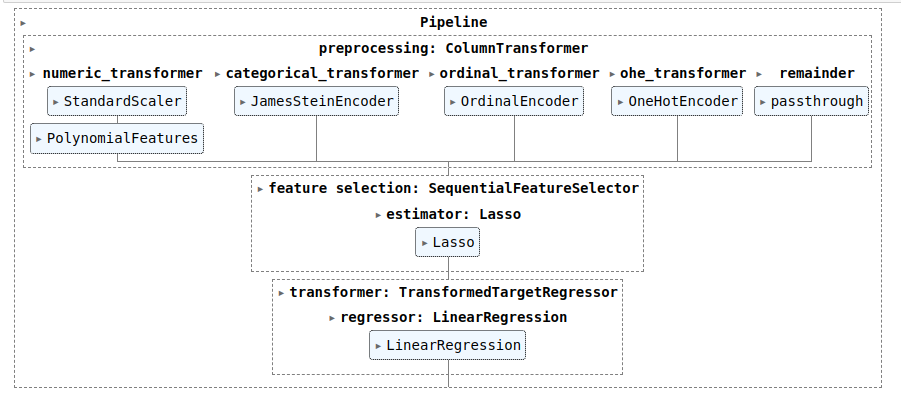 Pipeline
preprocessing: ColumnTransformer
numeric_transformer categorical_transformer ordinal_transformer ohe_transformer remainder
StandardScaler JamesSteinEncoder OrdinalEncoder OneHotEncoder passthrough
PolynomialFeatures
feature selection: SequentialFeatureSelector
estimator: Lasso
Lasso
transformer: TransformedTargetRegressor
regressor: LinearRegression
LinearRegression